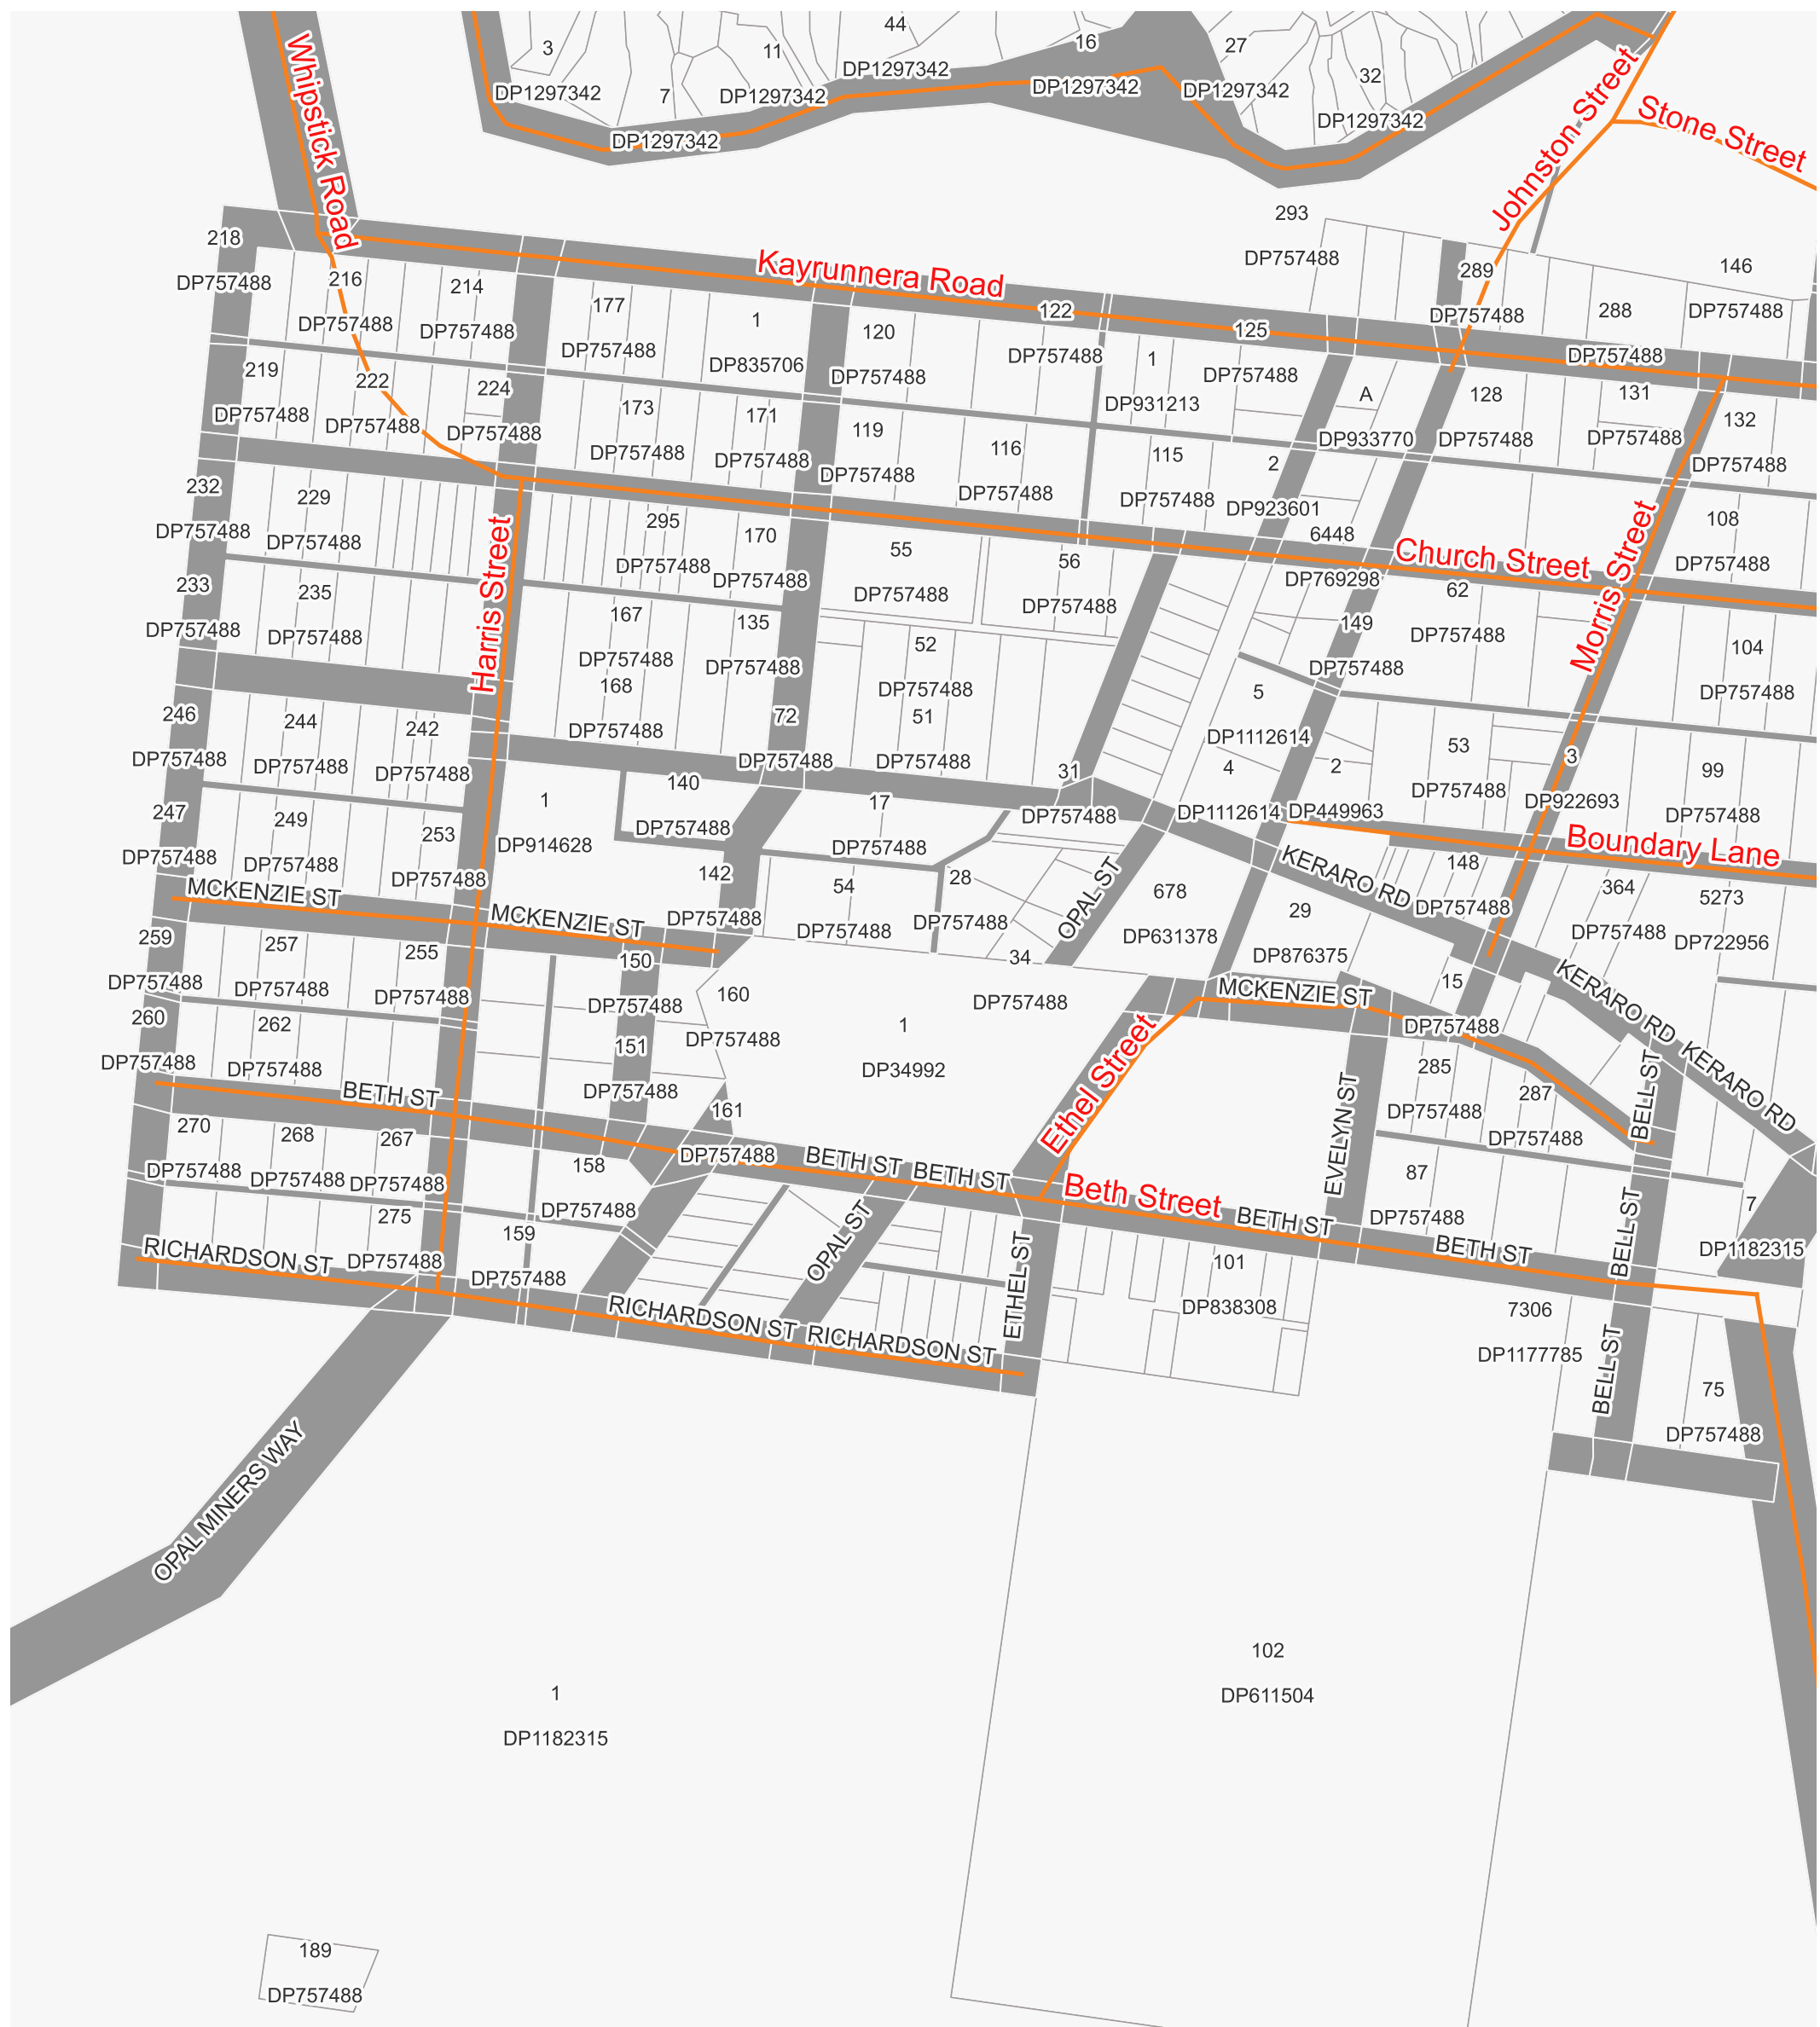 44
3
11
16
27
32
7
DP1297342
DP1297342
DP1297342
DP1297342
DP1297342
DP1297342
DP1297342
Whipstick Road
Johnston Street
Stone Street
293
DP757488
218
DP757488
216
DP757488
214
DP757488
Kayrunnera Road
289
DP757488
146
DP757488
288
DP757488
177
DP757488
1
DP835706
120
DP757488
122
DP757488
125
DP757488
1
DP931213
A
DP933770
128
DP757488
131
DP757488
132
DP757488
219
DP757488
222
DP757488
224
DP757488
173
DP757488
171
DP757488
119
DP757488
116
DP757488
115
DP757488
2
DP923601
6448
DP769298
Church Street
Morris Street
108
DP757488
232
DP757488
229
DP757488
Harris Street
295
DP757488
170
DP757488
55
DP757488
56
DP757488
62
DP757488
149
DP757488
104
DP757488
233
DP757488
235
DP757488
167
DP757488
168
DP757488
135
DP757488
52
DP757488
51
DP757488
72
DP757488
5
DP1112614
4
DP1112614
2
DP449963
53
DP757488
3
DP922693
99
DP757488
246
DP757488
244
DP757488
242
DP757488
31
DP757488
247
DP757488
249
DP757488
253
DP757488
1
DP914628
140
DP757488
17
DP757488
Boundary Lane
KERARO RD
148
DP757488
364
DP757488
5273
DP722956
MCKENZIE ST
MCKENZIE ST
142
DP757488
54
DP757488
28
DP757488
OPAL ST
678
DP631378
29
DP876375
259
DP757488
257
DP757488
255
DP757488
150
DP757488
160
DP757488
34
DP757488
1
DP34992
MCKENZIE ST
15
DP757488
KERARO RD
KERARO RD
260
DP757488
262
DP757488
151
DP757488
161
DP757488
Ethel Street
EVELYN ST
285
DP757488
287
DP757488
BELL ST
BETH ST
BETH ST
BETH ST
Beth Street
BETH ST
BETH ST
270
DP757488
268
DP757488
267
DP757488
158
DP757488
87
DP757488
BELL ST
7
DP1182315
275
DP757488
159
DP757488
OPAL ST
ETHEL ST
101
DP838308
RICHARDSON ST
RICHARDSON ST
RICHARDSON ST
7306
DP1177785
BELL ST
75
DP757488
OPAL MINERS WAY
102
DP611504
1
DP1182315
189
DP757488